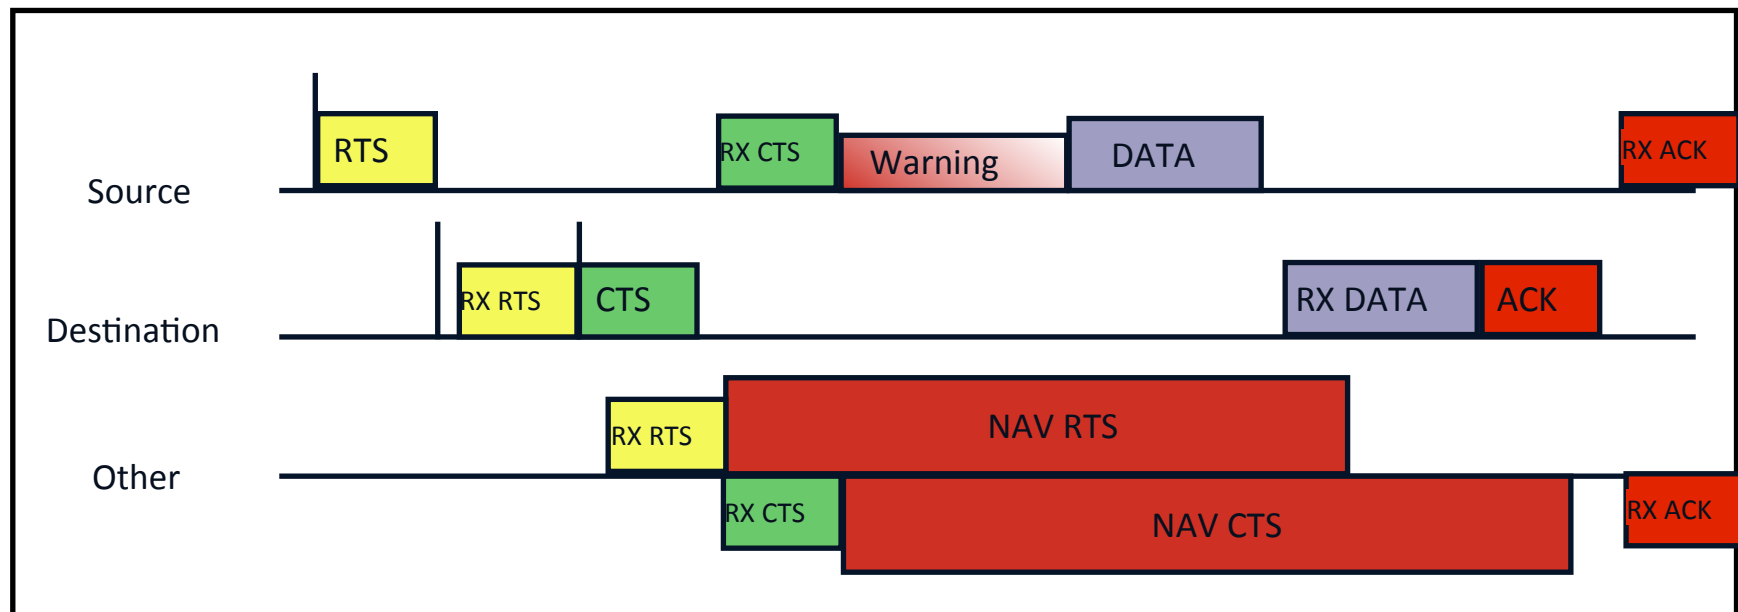 RTS
RX CTS
Warning
DATA
RX ACK
Source
RX RTS
CTS
RX DATA
ACK
Destination
RX RTS
NAV RTS
Other
RX CTS
NAV CTS
RX ACK